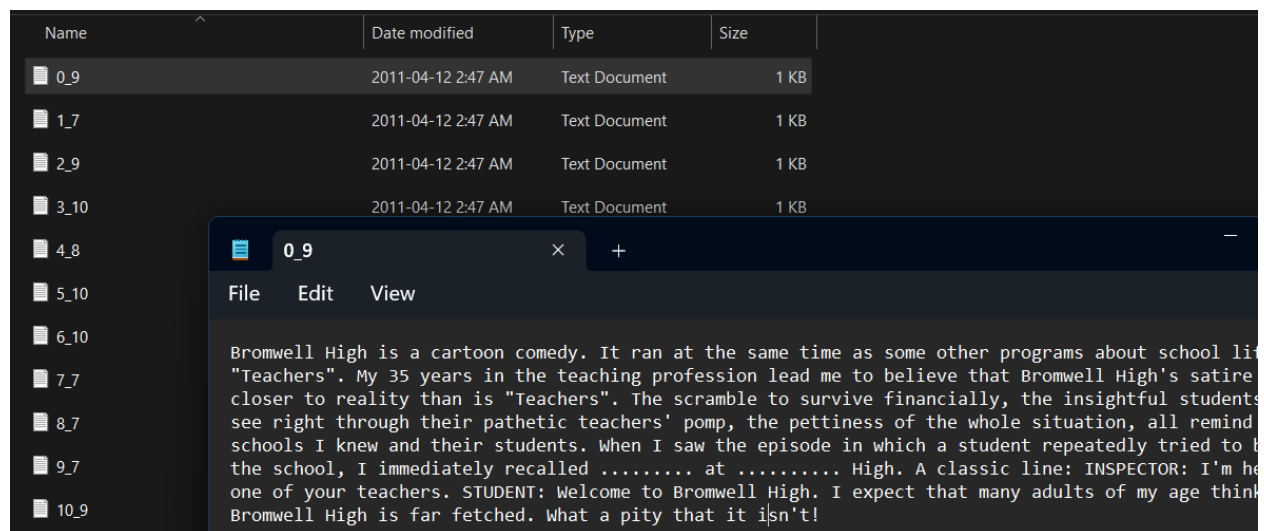 Name Date modified Type Size
0_9 2011-04-12 2:47 AM Text Document 1 KB
1_7 2011-04-12 2:47 AM Text Document 1 KB
2_9 2011-04-12 2:47 AM Text Document 1 KB
3_10 2011-04-12 2:47 AM Text Document 1 KB
4_8
5_10
6_10
7_7
8_7
9_7
10_9
0_9
File Edit View
Bromwell High is a cartoon comedy. It ran at the same time as some other programs about school
"Teachers". My 35 years in the teaching profession lead me to believe that Bromwell High's satire
closer to reality than is "Teachers". The scramble to survive financially, the insightful students
see right through their pathetic teachers' pomp, the pettiness of the whole situation, all remind
schools I knew and their students. When I saw the episode in which a student repeatedly tried to
the school, I immediately recalled ......... at .......... High. A classic line: INSPECTOR: I'm
one of your teachers. STUDENT: Welcome to Bromwell High. I expect that many adults of my age
Bromwell High is far fetched. What a pity that it isn't!